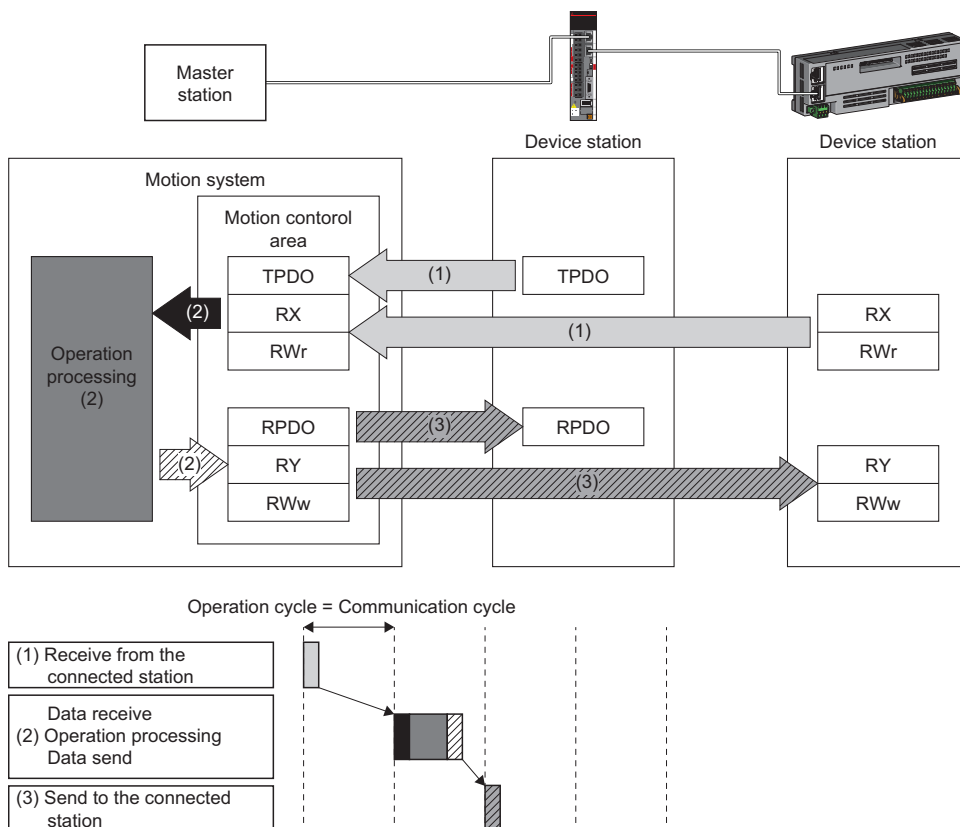 Master
station
Device station
Device station
Motion system
Motion contorol
area
TPDO
(1)
TPDO
(2)
RX
(1)
RX
RWr
RWr
Operation
processing
(2)
RPDO
(3)
RPDO
(2)
RY
(3)
RY
RWw
RWw
Operation cycle = Communication cycle
(1) Receive from the
connected station
Data receive
(2) Operation processing
Data send
(3) Send to the connected
station